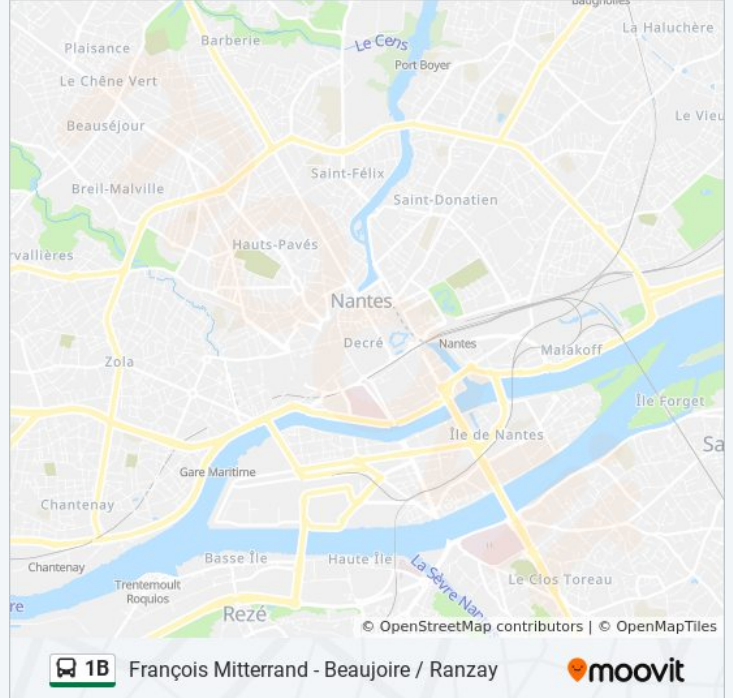 baugnolles
La Haluchère
Plaisance
Barberie
Le Cens
Port Boyer
Le Chêne Vert
Le Vieu
Beauséjour
Saint-Félix
Breil-Malville
Saint-Donatien
Hauts-Pavés
rvallières
Nantes
Decré
Nantes
Malakoff
Zola
Île Forget
Île de Nantes
Sa
Gare Maritime
Chantenay
Basse Île
Haute Île
Chantenay
La Sèvre Nan
Le Clos Toreau
Trentemoult
Roquios
re
Rezé
© OpenStreetMap contributors | © OpenMapTiles
1B François Mitterrand - Beaujoire / Ranzay
moovit